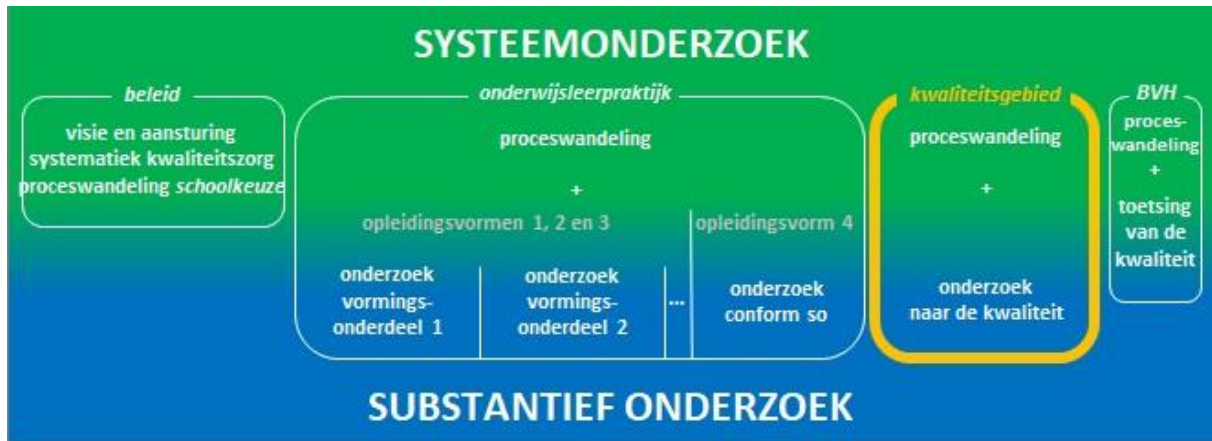 SYSTEEMONDERZOEK
beleid
visie en aansturing
systematiek kwaliteitszorg
proceswandeling schoolkeuze
onderwijsleerpraktijk
proceswandeling
+
opleidingsvormen 1, 2 en 3
onderzoek
vormings-
onderdeel 1
onderzoek
vormings-
onderdeel 2
...
opleidingsvorm 4
onderzoek
conform so
kwaliteitsgebied
proceswandeling
+
onderzoek
naar de kwaliteit
BVH
proces-
wandeling
+
toetsing
van de
kwaliteit
SUBSTANTIEF ONDERZOEK